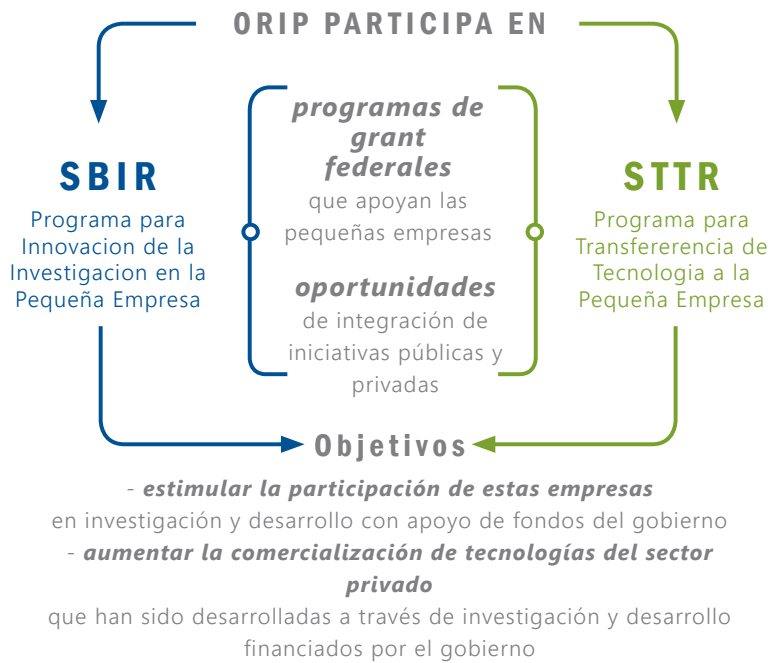 ORIP PARTICIPA EN
SBIR
Programa para
Innovacion de la
Investigacion en la
Pequeña Empresa
programas de
grant
federales
que apoyan las
pequeñas empresas
oportunidades
de integración de
iniciativas públicas y
privadas
STTR
Programa para
Transfererencia de
Tecnologia a la
Pequeña Empresa
Objetivos
- estimular la participación de estas empresas
en investigación y desarrollo con apoyo de fondos del gobierno
- aumentar la comercialización de tecnologías del sector
privado
que han sido desarrolladas a través de investigación y desarrollo
financiados por el gobierno